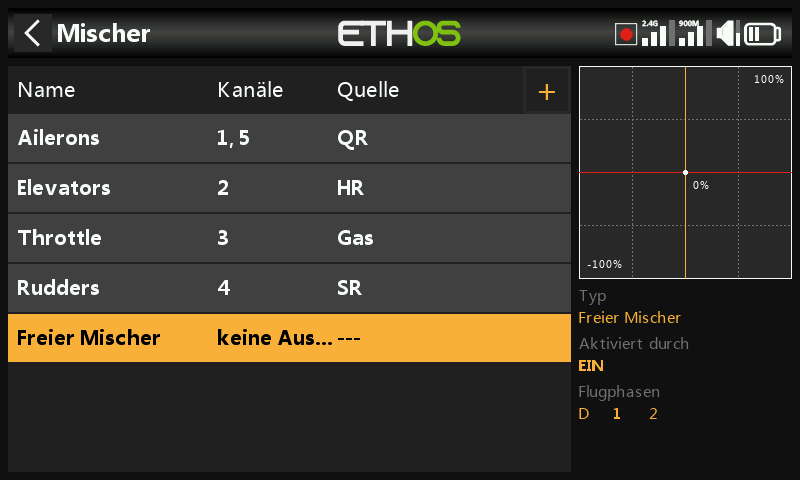 Mischer
ETHOS
2.4G
900M
Name Kanäle Quelle +
Ailerons 1, 5 QR
Elevators 2 HR
Throttle 3 Gas
Rudders 4 SR
Freier Mischer keine Aus... ---
100%
0%
-100%
Typ
Freier Mischer
Aktiviert durch
EIN
Flugphasen
D 1 2